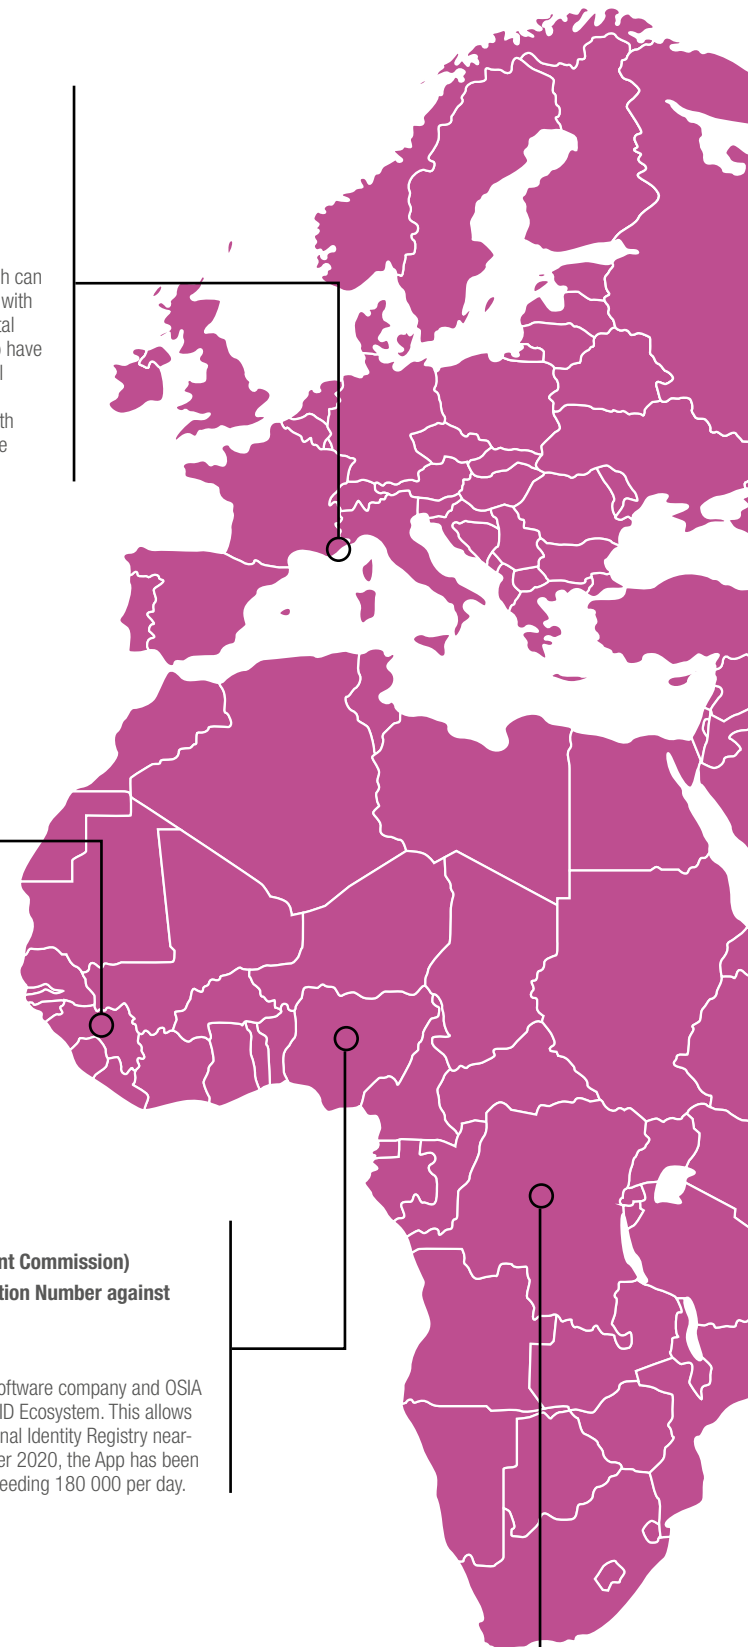 h can
with
tal
have
l
th
e
nt Commission)
tion Number against
oftware company and OSIA
ID Ecosystem. This allows
nal Identity Registry near-
er 2020, the App has been
eeding 180 000 per day.